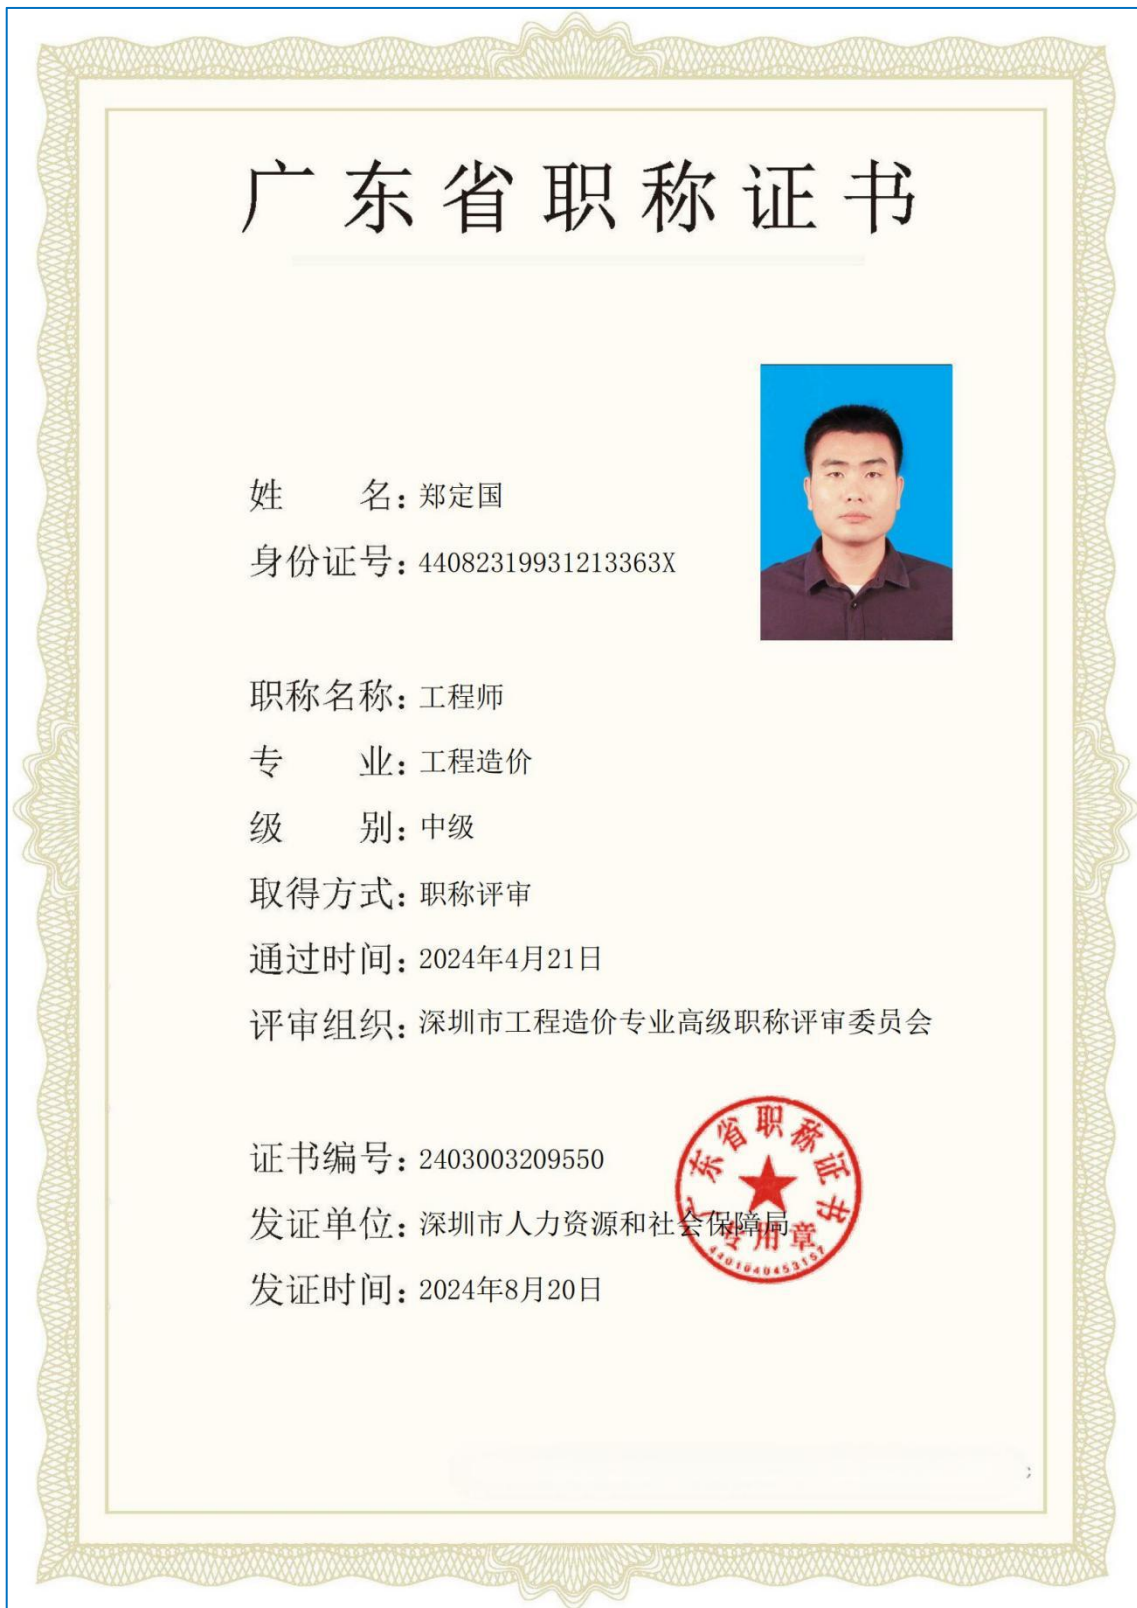 广东省职称证书
姓 名：郑定国
身份证号：44082319931213363X
职称名称：工程师
专 业：工程造价
级 别：中级
取得方式：职称评审
通过时间：2024年4月21日
评审组织：深圳市工程造价专业高级职称评审委员会
证书编号：2403003209550
发证单位：深圳市人力资源和社会保障局
发证时间：2024年8月20日
广东省职称证书
专用章
4401040453157